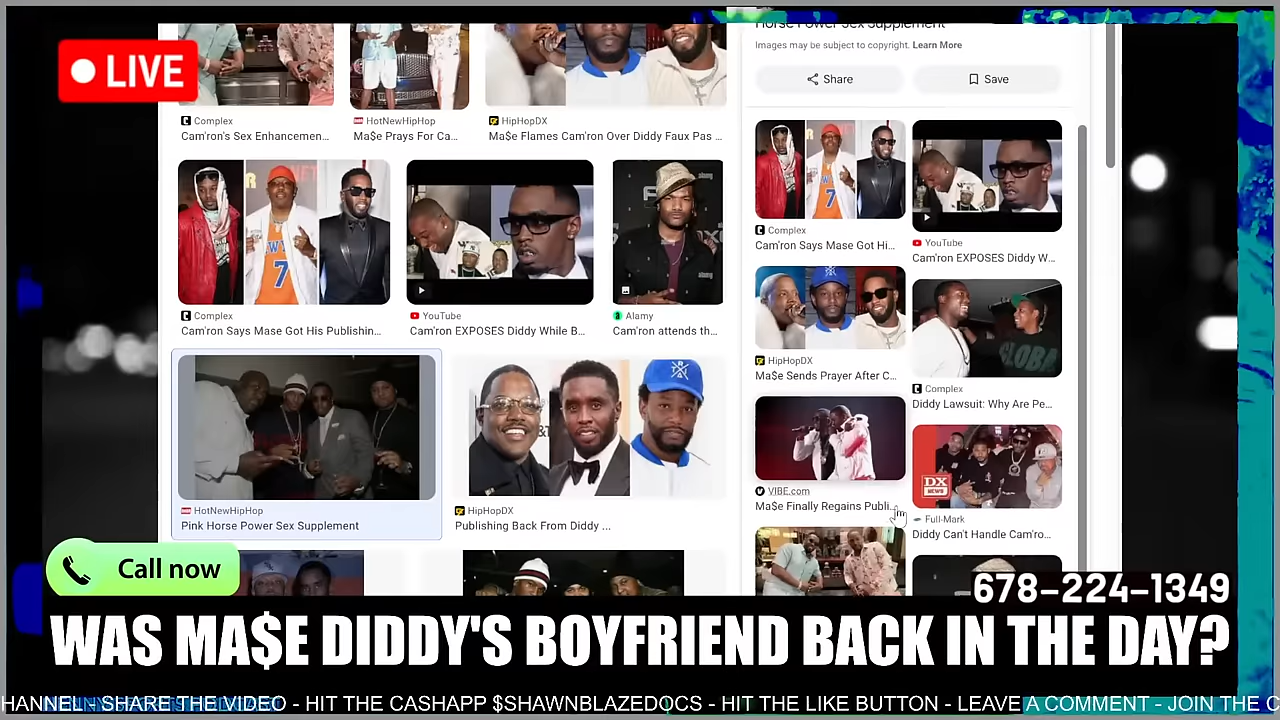 Horse Power Sex Supplement
Images may be subject to copyright. Learn More
Share
Save
LIVE
Complex
Cam'ron's Sex Enhancemen...
HotNewHipHop
Ma$e Prays For Ca...
HipHopDX
Ma$e Flames Cam'ron Over Diddy Faux Pas ...
Complex
Cam'ron Says Mase Got His Publishin...
YouTube
Cam'ron EXPOSES Diddy While B...
Alamy
Cam'ron attends th...
HotNewHipHop
Pink Horse Power Sex Supplement
HipHopDX
Publishing Back From Diddy ...
Complex
Cam'ron Says Mase Got Hi...
YouTube
Cam'ron EXPOSES Diddy W...
HipHopDX
Ma$e Sends Prayer After C...
Complex
Diddy Lawsuit: Why Are Pe...
VIBE.com
Ma$e Finally Regains Publi...
DX
NEWS
Full-Mark
Diddy Can't Handle Cam'ro...
Call now
678-224-1349
WAS MA$E DIDDY'S BOYFRIEND BACK IN THE DAY?
HANNEL - SHARE THE VIDEO - HIT THE CASHAPP $SHAWNBLAZEDOCS - HIT THE LIKE BUTTON - LEAVE A COMMENT - JOIN THE C